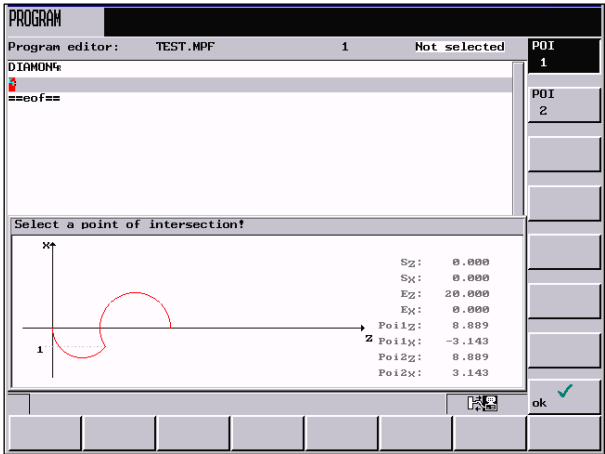 PROGRAM
Program editor: TEST.MPF 1 Not selected
DIAMON
==eof==
POI
1
POI
2
Select a point of intersection!
X
Z
1
SZ: 0.000
SX: 0.000
EZ: 20.000
EX: 0.000
Poi1Z: 8.889
Poi1X: -3.143
Poi2Z: 8.889
Poi2X: 3.143
ok